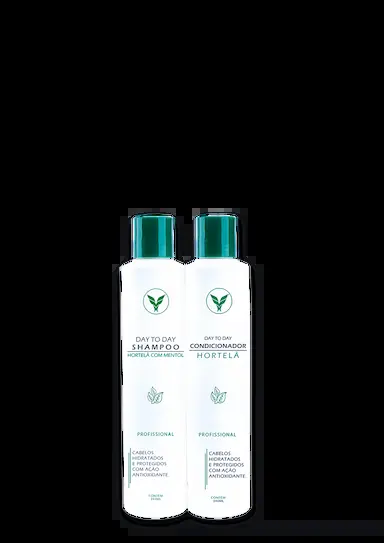 DAY TO DAY
SHAMPOO
HORTELÃ COM MENTOL
PROFISSIONAL
CABELOS
HIDRATADOS
E PROTEGIDOS
COM AÇÃO
ANTIOXIDANTE.
DAY TO DAY
CONDICIONADOR
HORTELÃ
PROFISSIONAL
CABELOS
HIDRATADOS
E PROTEGIDOS
COM AÇÃO
ANTIOXIDANTE.